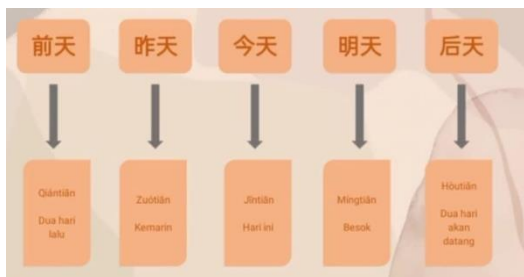 前天 昨天 今天 明天 后天
Qiántiān
Dua hari
lalu
Zuótiān
Kemarin
Jīntiān
Hari ini
Míngtiān
Besok
Hòutiān
Dua hari
akan
datang